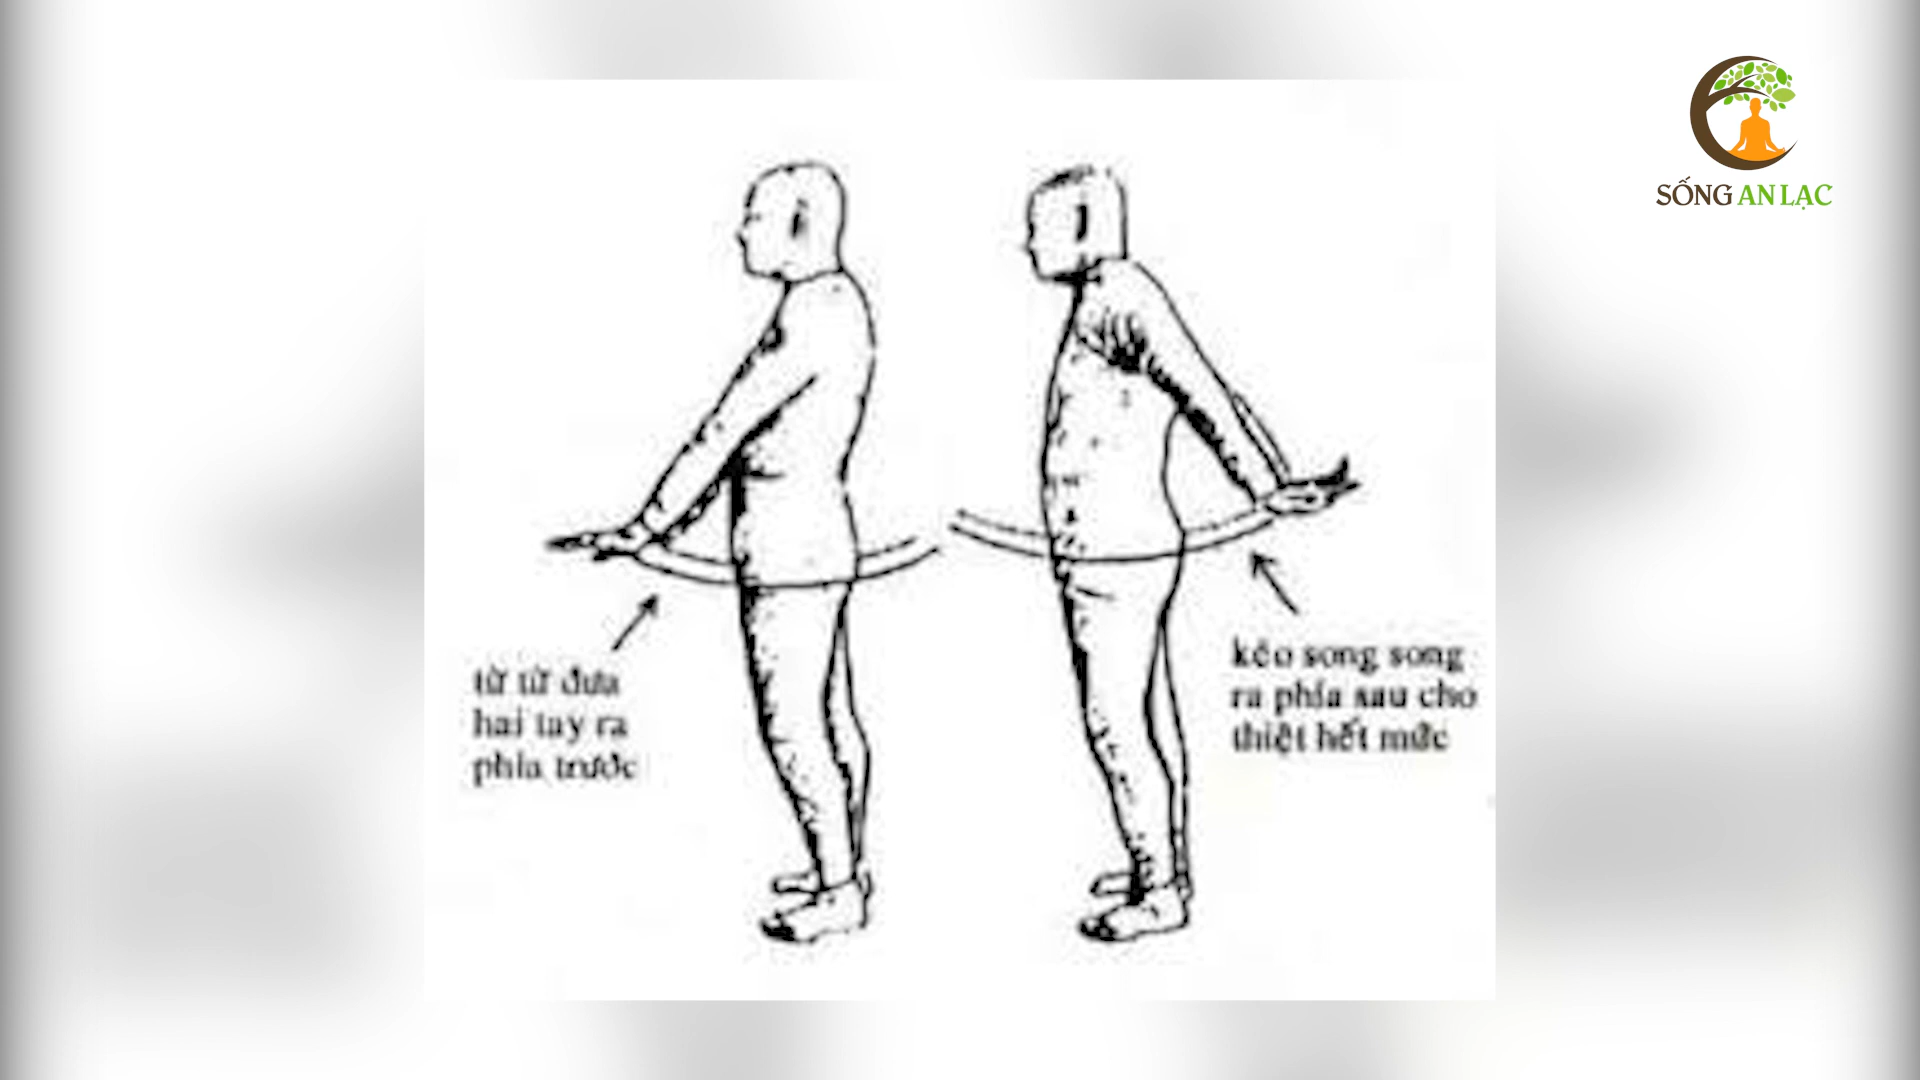 SỐNG AN LẠC
từ từ đưa
hai tay ra
phía trước
kéo song song
ra phía sau cho
thiệt hết mức